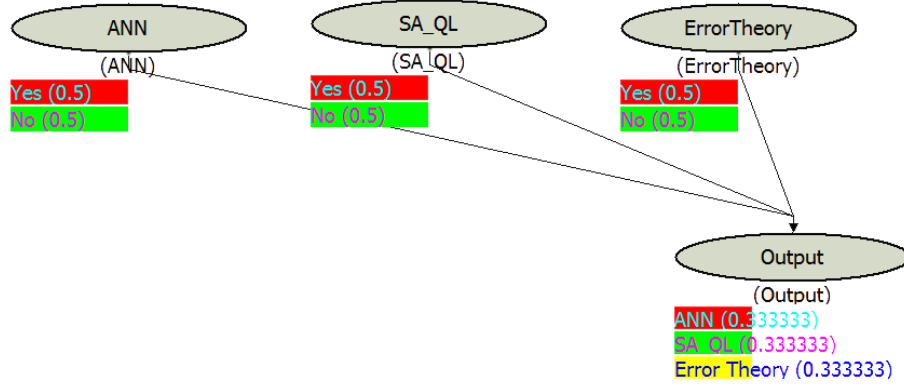 ANN
SA_QL
ErrorTheory
(ANN)
(SA_QL)
(ErrorTheory)
Yes (0.5)
Yes (0.5)
Yes (0.5)
No (0.5)
No (0.5)
No (0.5)
Output
(Output)
ANN (0.333333)
SA_QL (0.333333)
Error Theory (0.333333)